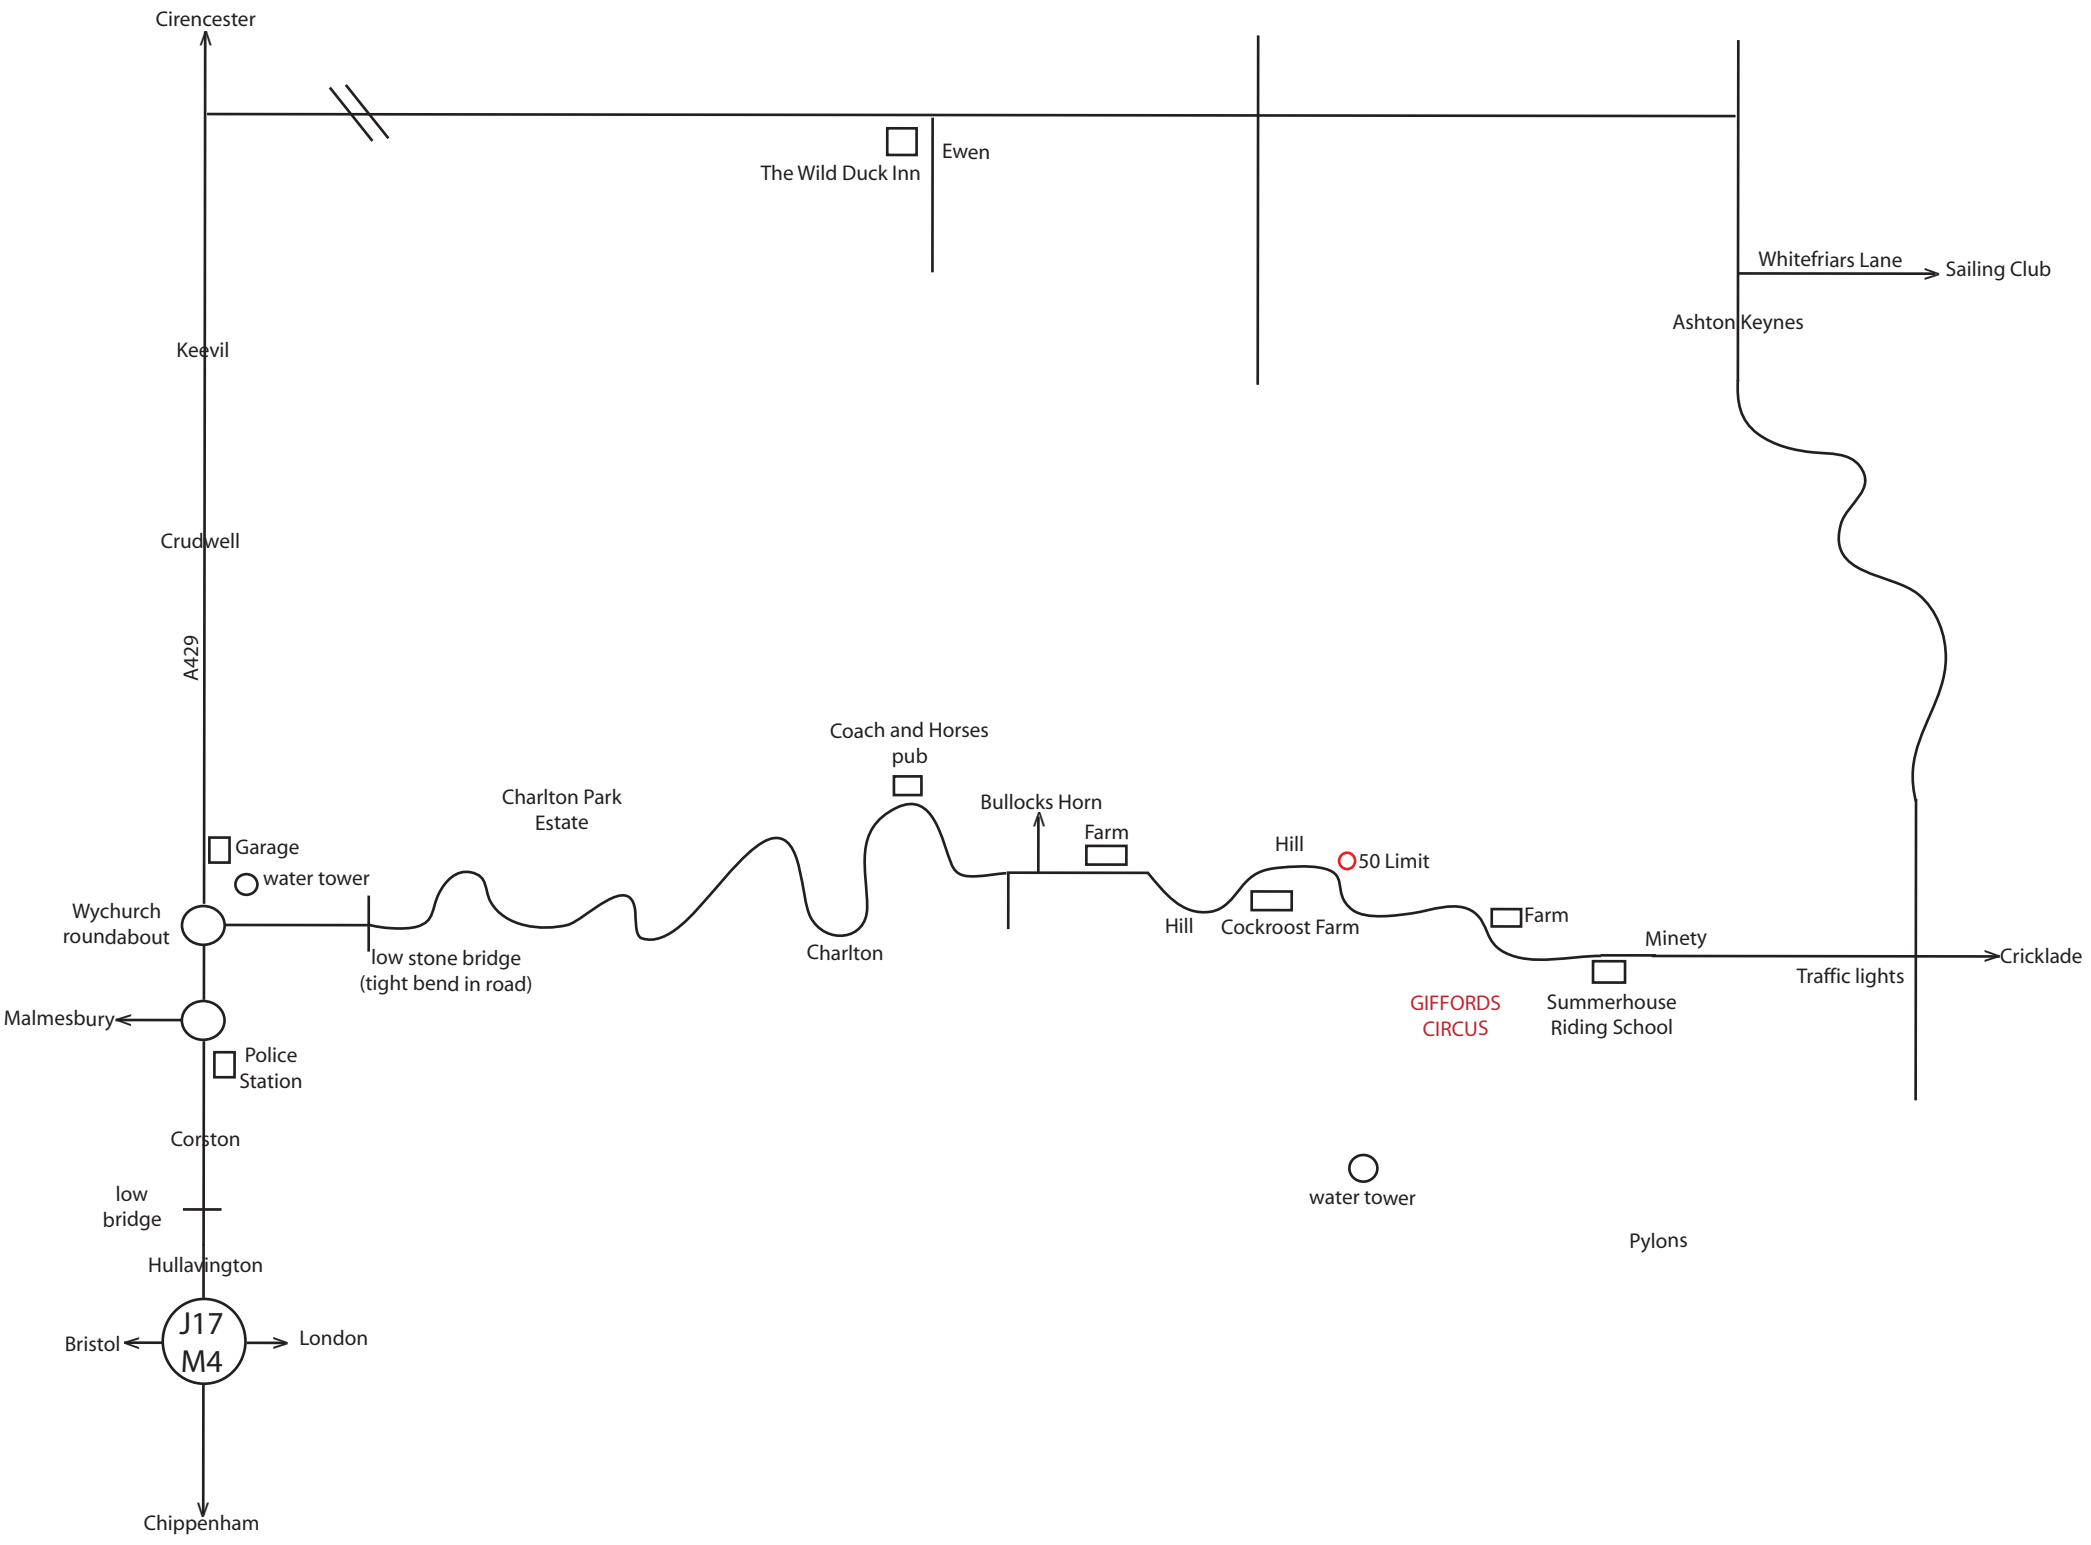 Cirencester
Ewen
The Wild Duck Inn
Whitefriars Lane
Sailing Club
Ashton Keynes
Keevil
Crudwell
A429
Coach and Horses
pub
Charlton Park
Estate
Bullocks Horn
Farm
Hill
50 Limit
Garage
water tower
Wychurch
roundabout
Hill
Cockroost Farm
Farm
low stone bridge
(tight bend in road)
Charlton
Minety
Cricklade
Traffic lights
GIFFORDS
CIRCUS
Summerhouse
Riding School
Malmesbury
Police
Station
Corston
low
bridge
water tower
Pylons
Hullavington
J17
M4
Bristol
London
Chippenham